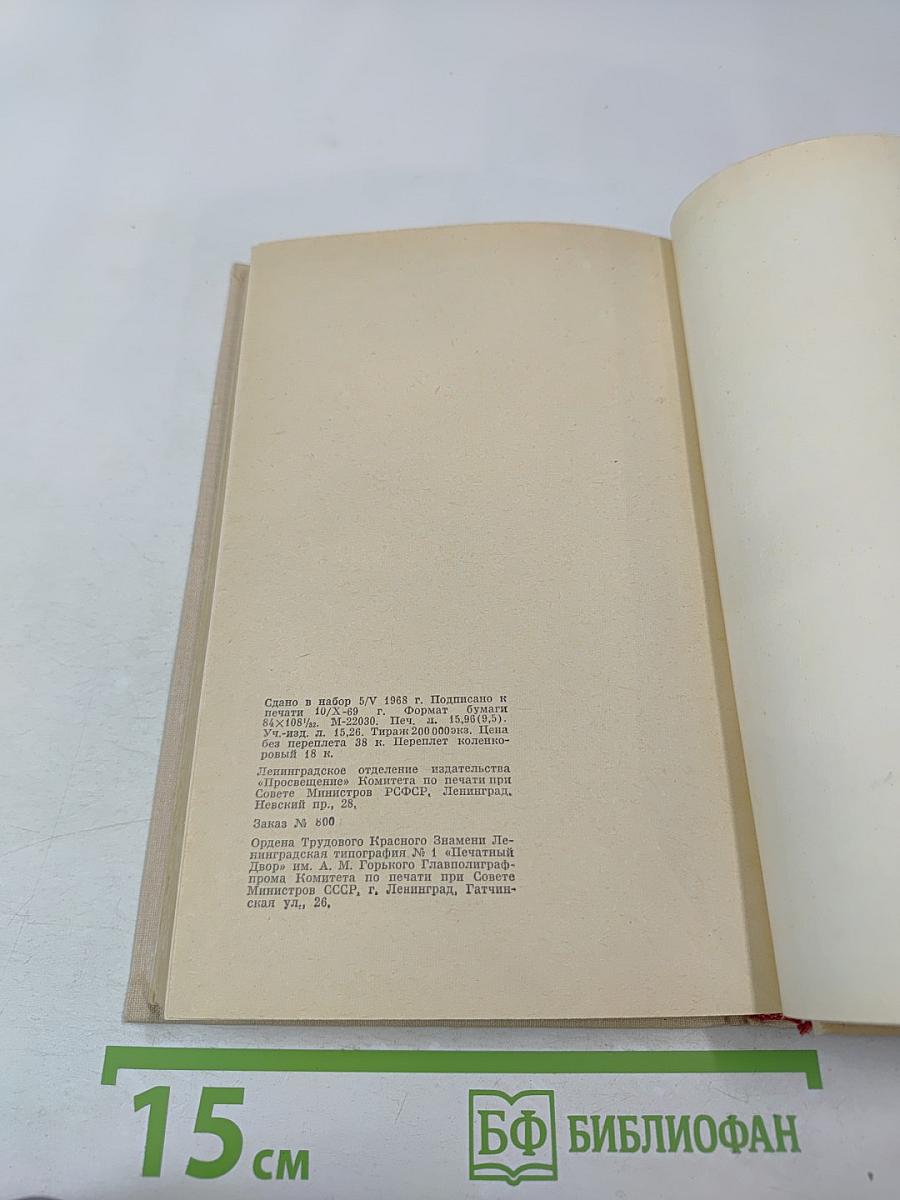 Сдано в набор 5/V 1968 г. Подписано к
печати 10/X-69 г. Формат бумаги
84×108¹/₃₂. М-22030. Печ. л. 15,96(9,5).
Уч.-изд. л. 15,26. Тираж 200 000 экз. Цена
без переплета 38 к. Переплет коленко-
ровый 18 к.
Ленинградское отделение издательства
«Просвещение» Комитета по печати при
Совете Министров РСФСР. Ленинград,
Невский пр., 28.
Заказ № 800
Ордена Трудового Красного Знамени Ле-
нинградская типография № 1 «Печатный
Двор» им. А. М. Горького Главполиграф-
прома Комитета по печати при Совете
Министров СССР, г. Ленинград, Гатчин-
ская ул., 26.
15 см
БФ БИБЛИОФАН